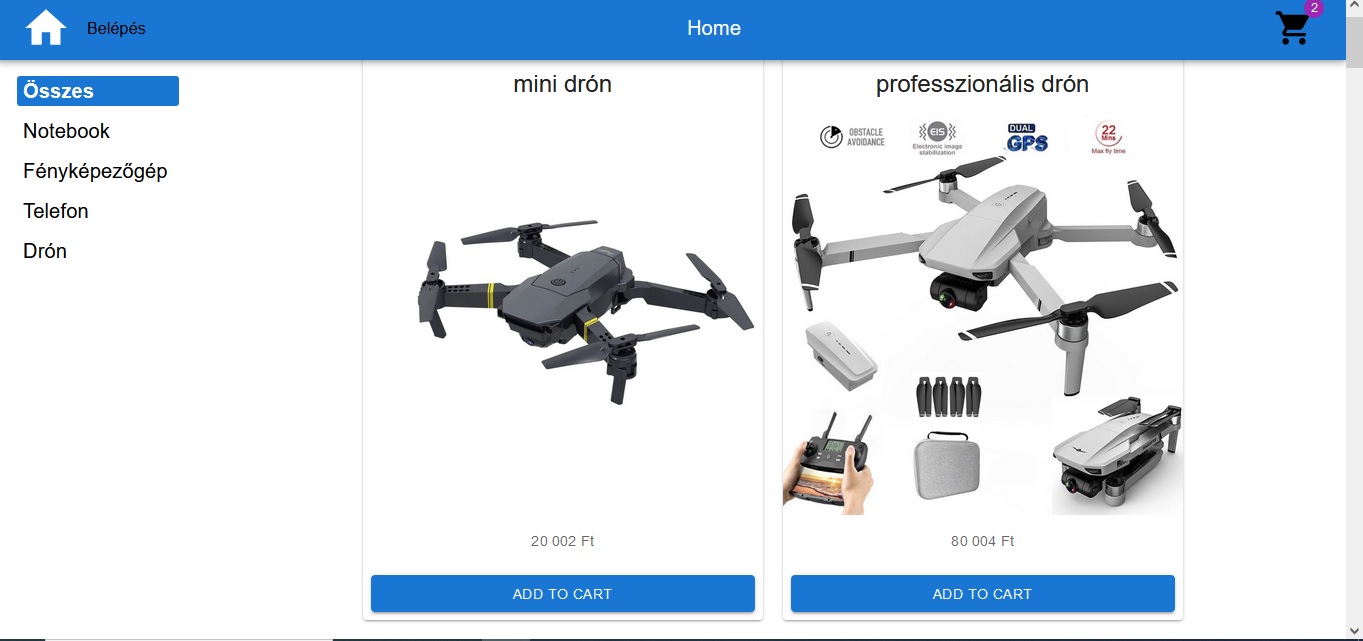 Belépés
Home
2
Összes
Notebook
Fényképezőgép
Telefon
Drón
mini drón
20 002 Ft
ADD TO CART
professzionális drón
OBSTACLE
AVOIDANCE
EIS
Electronic image
stabilization
DUAL
GPS
22
Mins
Max fly time
80 004 Ft
ADD TO CART